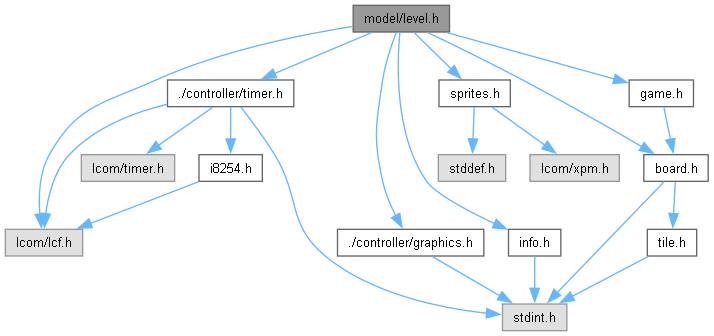 model/level.h
./controller/timer.h
sprites.h
game.h
lcom/timer.h
i8254.h
stddef.h
lcom/xpm.h
board.h
lcom/lcf.h
./controller/graphics.h
info.h
tile.h
stdint.h